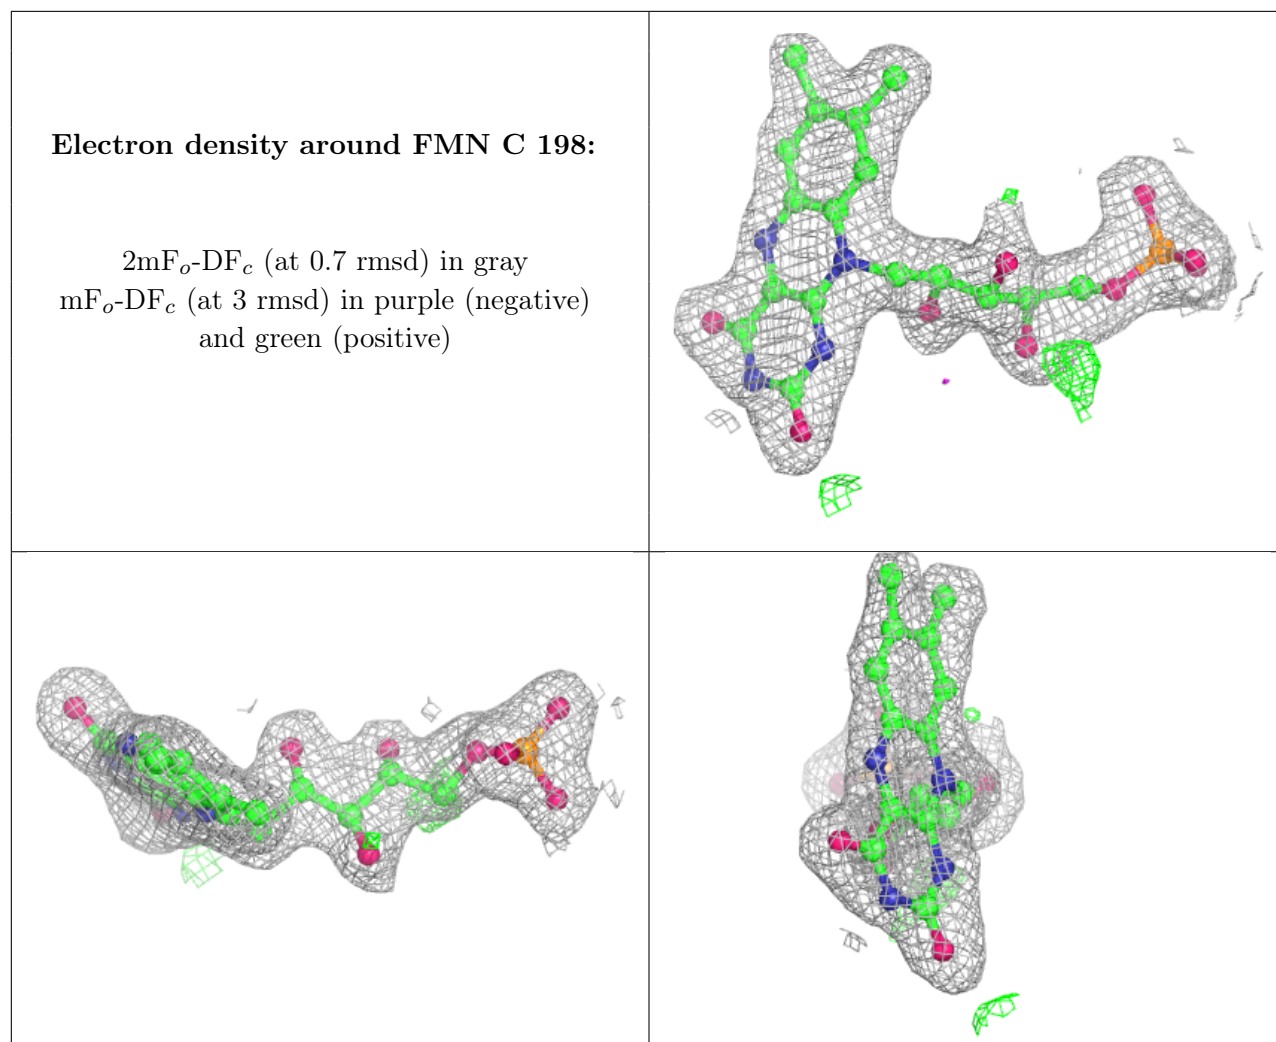 Electron density around FMN C 198:
2mFₒ-DF𝒸 (at 0.7 rmsd) in gray
mFₒ-DF𝒸 (at 3 rmsd) in purple (negative)
and green (positive)